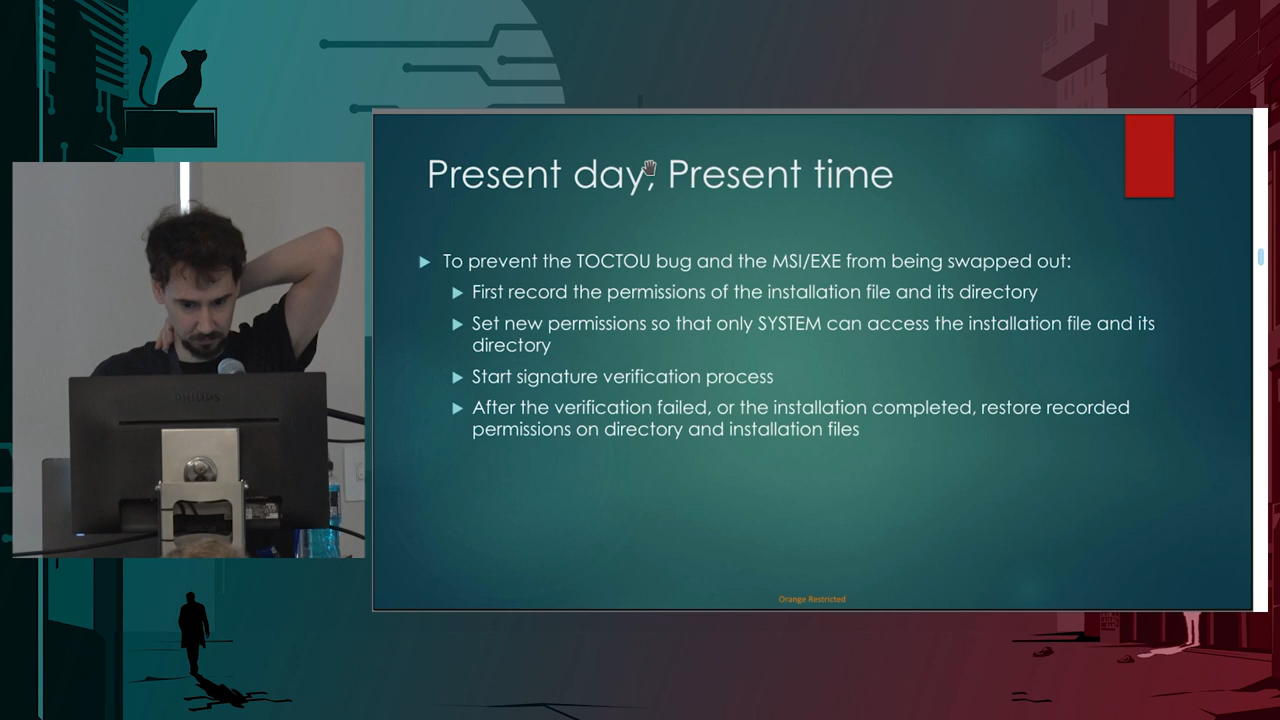 Present day, Present time
To prevent the TOCTOU bug and the MSI/EXE from being swapped out:
First record the permissions of the installation file and its directory
Set new permissions so that only SYSTEM can access the installation file and its
directory
Start signature verification process
After the verification failed, or the installation completed, restore recorded
permissions on directory and installation files
Orange Restricted
PHILIPS